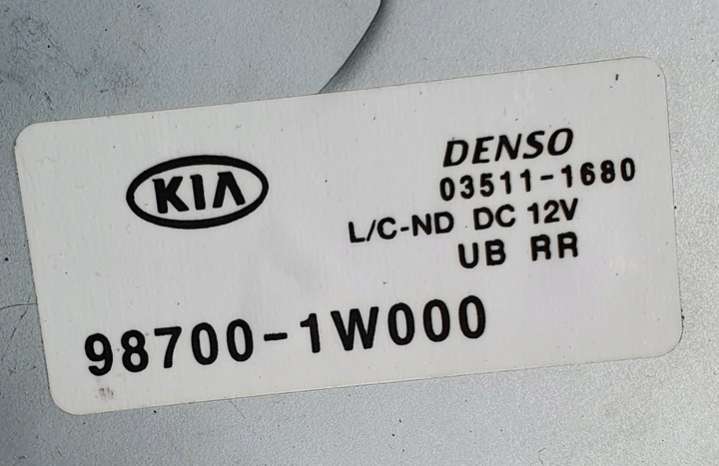 KIA
DENSO
03511-1680
L/C-ND DC 12V
UB RR
98700-1W000